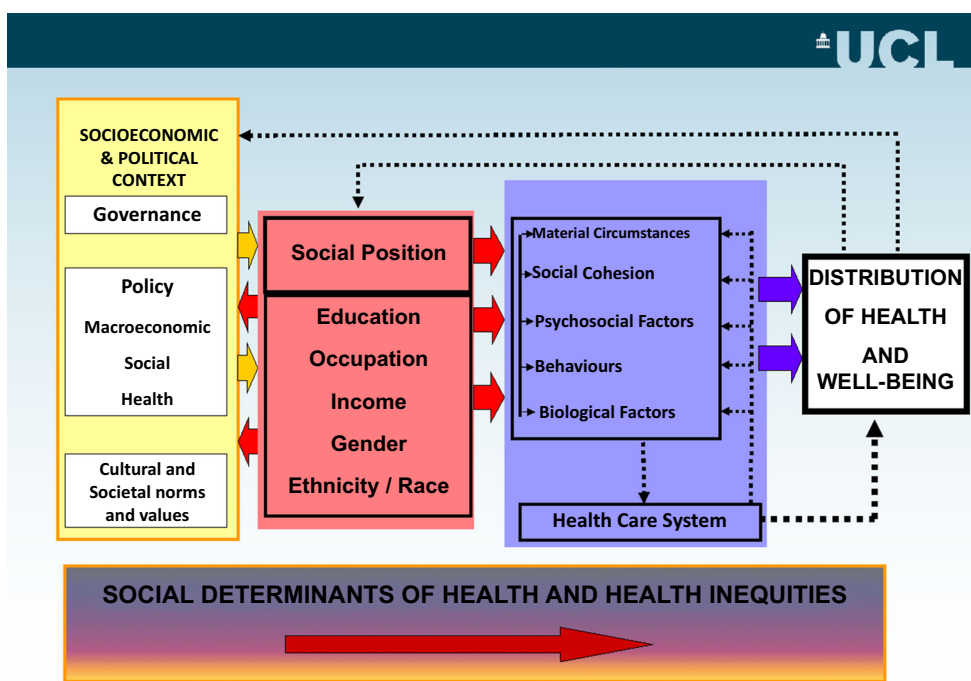 UCL
SOCIOECONOMIC
& POLITICAL
CONTEXT
Governance
Policy
Macroeconomic
Social
Health
Cultural and
Societal norms
and values
Social Position
Education
Occupation
Income
Gender
Ethnicity / Race
Material Circumstances
Social Cohesion
Psychosocial Factors
Behaviours
Biological Factors
Health Care System
DISTRIBUTION
OF HEALTH
AND
WELL-BEING
SOCIAL DETERMINANTS OF HEALTH AND HEALTH INEQUITIES